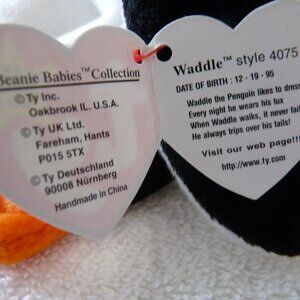 Beanie Babies™ Collection
©Ty Inc.
Oakbrook IL. U.S.A.
©Ty UK Ltd.
Fareham, Hants
P015 5TX
©Ty Deutschland
90008 Nürnberg
Handmade in China
Waddle™ style 4075
DATE OF BIRTH : 12 - 19 - 95
Waddle the Penguin likes to dress
Every night he wears his tux
When Waddle walks, it never fail
He always trips over his tails!
Visit our web page!!!
http://www.ty.com